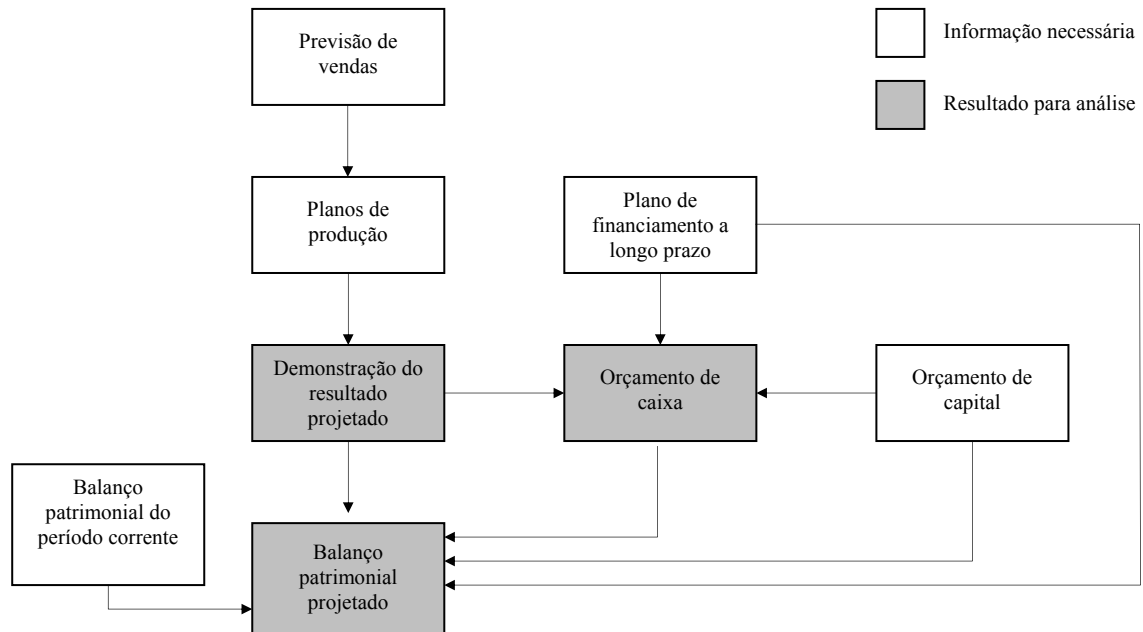 Previsão de
vendas
Informação necessária
Resultado para análise
Planos de
produção
Plano de
financiamento a
longo prazo
Demonstração do
resultado
projetado
Orçamento de
caixa
Orçamento de
capital
Balanço
patrimonial do
período corrente
Balanço
patrimonial
projetado